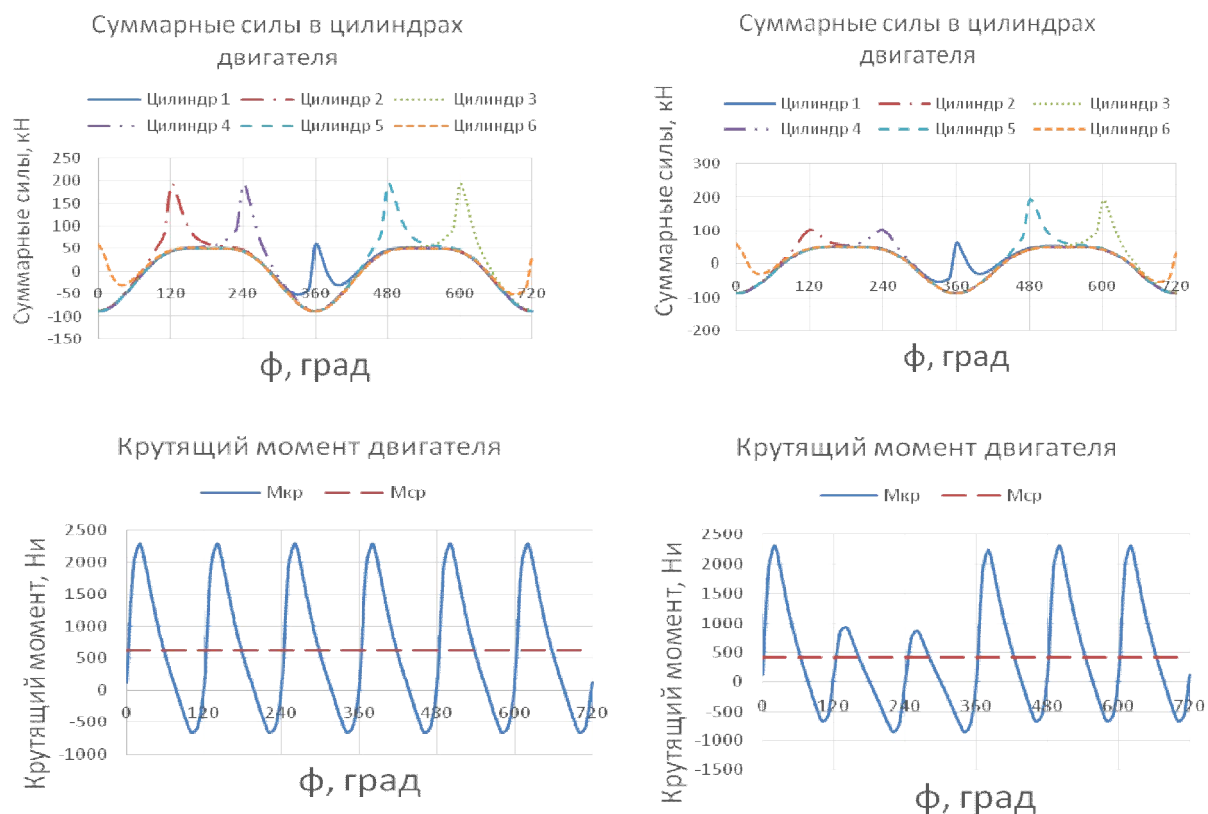 Суммарные силы в цилиндрах
двигателя
Цилиндр 1 Цилиндр 2 Цилиндр 3
Цилиндр 4 Цилиндр 5 Цилиндр 6
Суммарные силы, кН
250
200
150
100
50
0
-50
-100
-150
0 120 240 360 480 600 720
ф, град
Суммарные силы в цилиндрах
двигателя
Цилиндр 1 Цилиндр 2 Цилиндр 3
Цилиндр 4 Цилиндр 5 Цилиндр 6
Суммарные силы, кН
300
200
100
0
-100
-200
0 120 240 360 480 600 720
ф, град
Крутящий момент двигателя
Мкр Мср
Крутящий момент, Ни
2500
2000
1500
1000
500
0
-500
-1000
0 120 240 360 480 600 720
ф, град
Крутящий момент двигателя
Мкр Мср
Крутящий момент, Ни
2500
2000
1500
1000
500
0
-500
-1000
-1500
0 120 240 360 480 600 720
ф, град